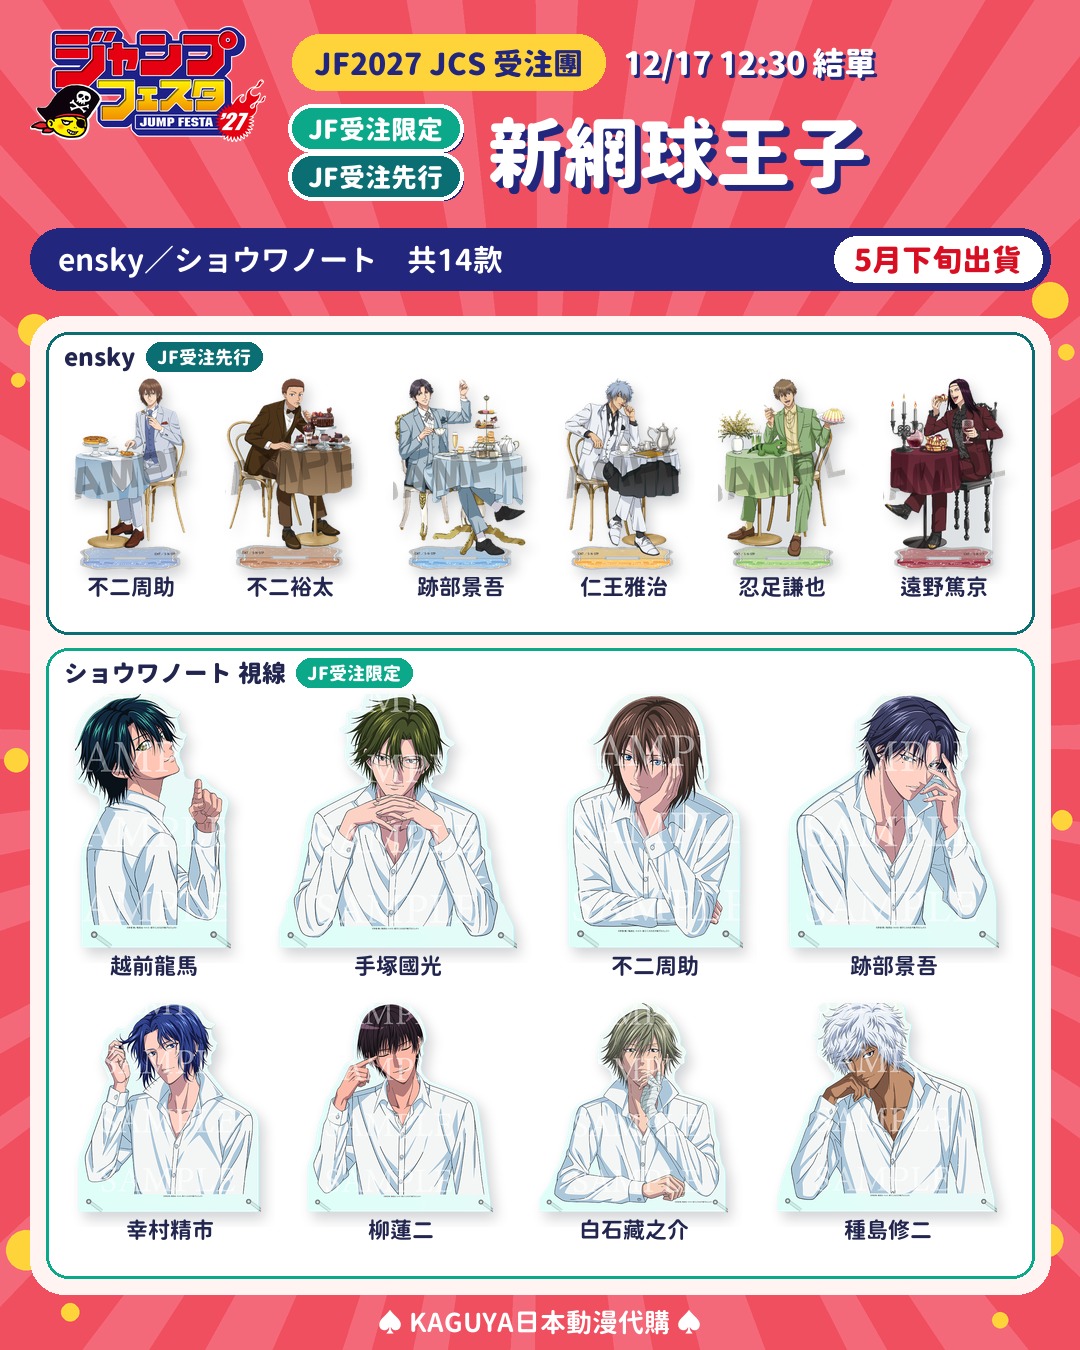 ジャンプ
フェスタ
JUMP FESTA '27
JF2027 JCS 受注團
12/17 12:30 結單
JF受注限定
JF受注先行
新網球王子
ensky／ショウワノート 共14款
5月下旬出貨
ensky JF受注先行
SAMPLE
不二周助 不二裕太 跡部景吾 仁王雅治 忍足謙也 遠野篤京
ショウワノート 視線 JF受注限定
SAMPLE
越前龍馬 手塚國光 不二周助 跡部景吾
SAMPLE
幸村精市 柳蓮二 白石藏之介 種島修二
♠ KAGUYA日本動漫代購 ♠